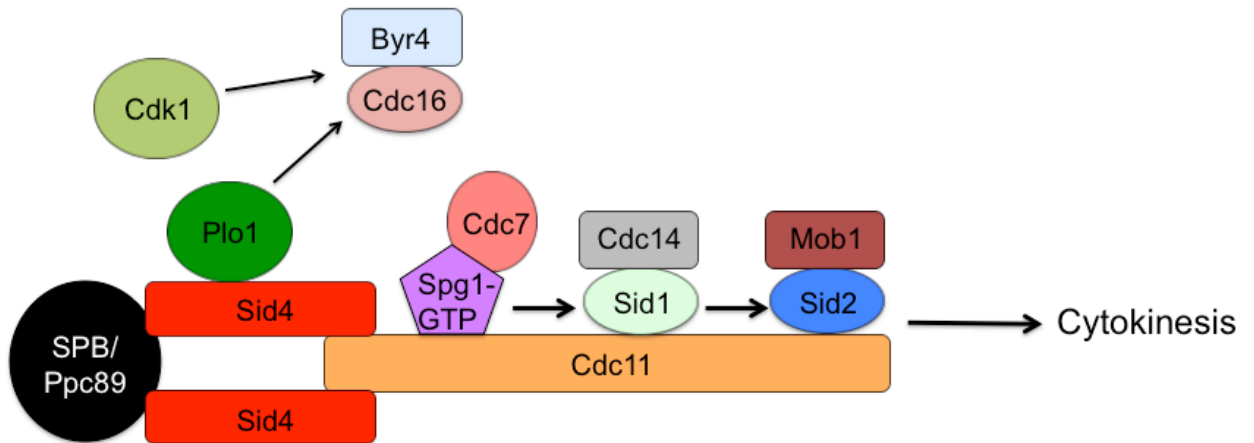 Byr4
Cdk1
Cdc16
Plo1
Cdc7
Cdc14
Mob1
Spg1-
GTP
Sid1
Sid2
Sid4
SPB/
Ppc89
Cdc11
Cytokinesis
Sid4